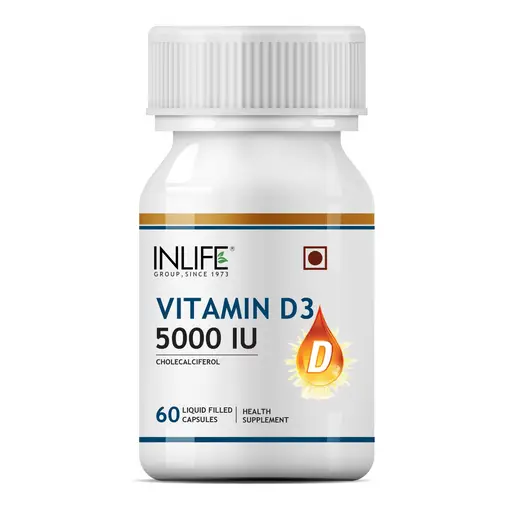 INLIFE®
GROUP, SINCE 1973
VITAMIN D3
5000 IU
D
CHOLECALCIFEROL
60 LIQUID FILLED CAPSULES | HEALTH SUPPLEMENT